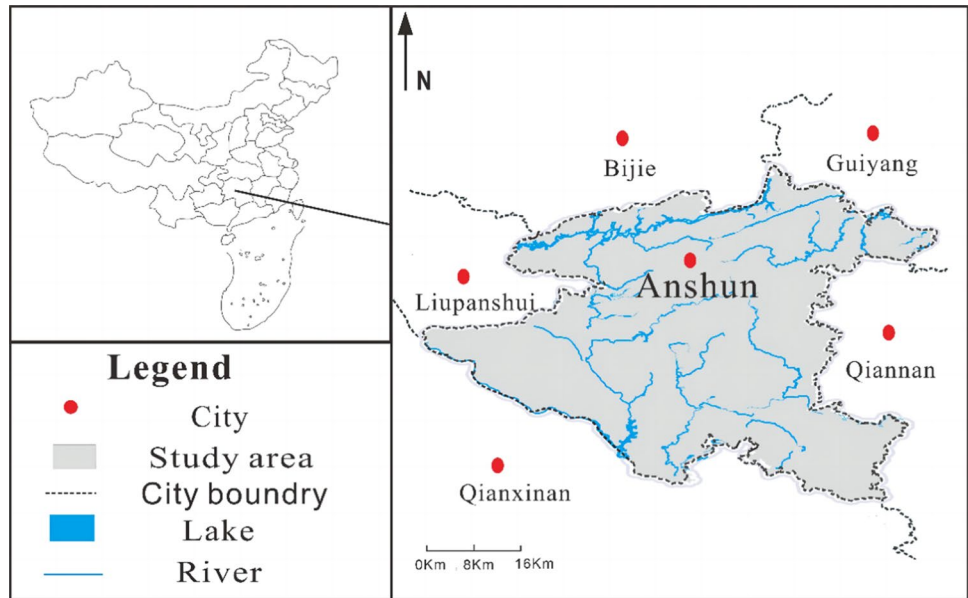 N
Bijie
Guiyang
Anshun
Liupanshui
Qiannan
Qianxinan
0Km 8Km 16Km
Legend
City
Study area
City boundry
Lake
River